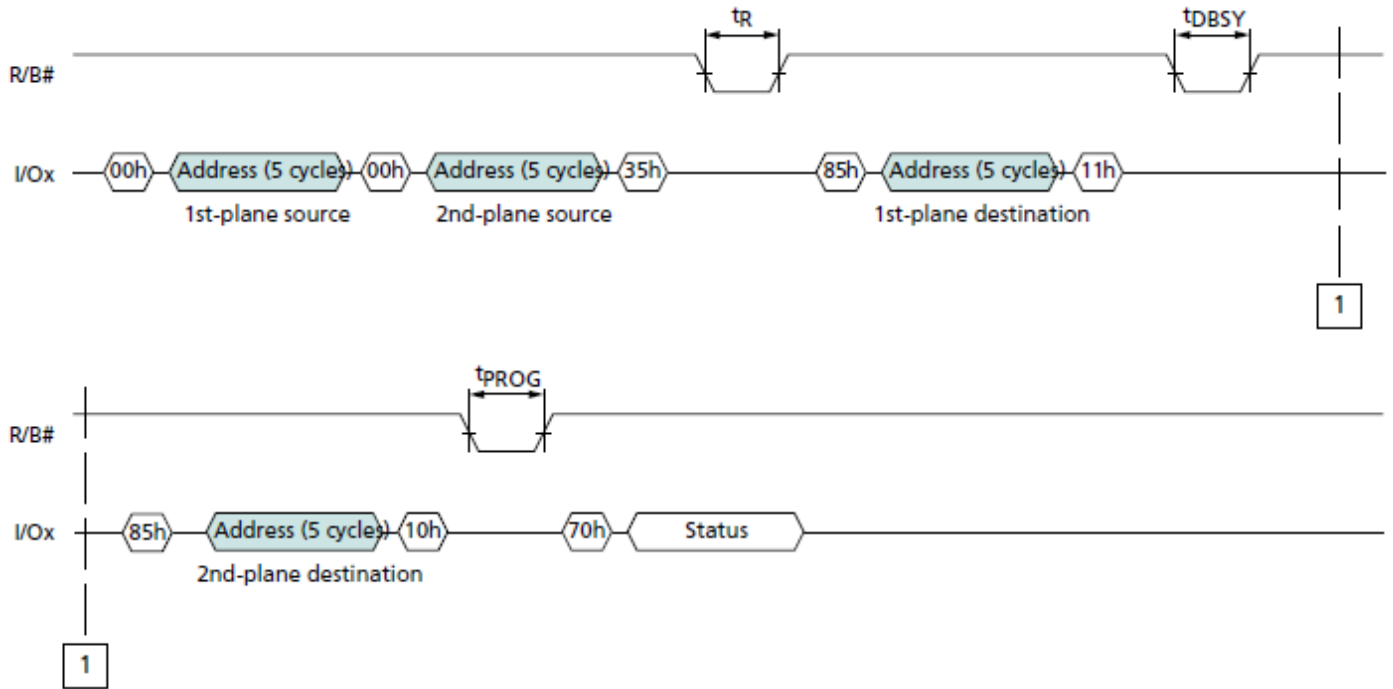 tR tDBSY
R/B#
I/Ox 00h Address (5 cycles) 00h Address (5 cycles) 35h 85h Address (5 cycles) 11h
1st-plane source 2nd-plane source 1st-plane destination
1
tPROG
R/B#
I/Ox 85h Address (5 cycles) 10h 70h Status
2nd-plane destination
1